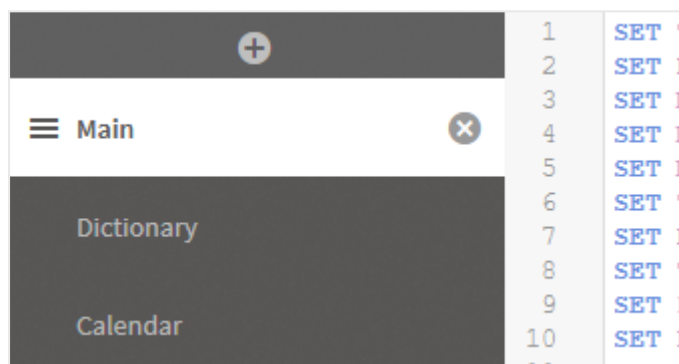 Main
Dictionary
Calendar
1 SET
2 SET
3 SET
4 SET
5 SET
6 SET
7 SET
8 SET
9 SET
10 SET